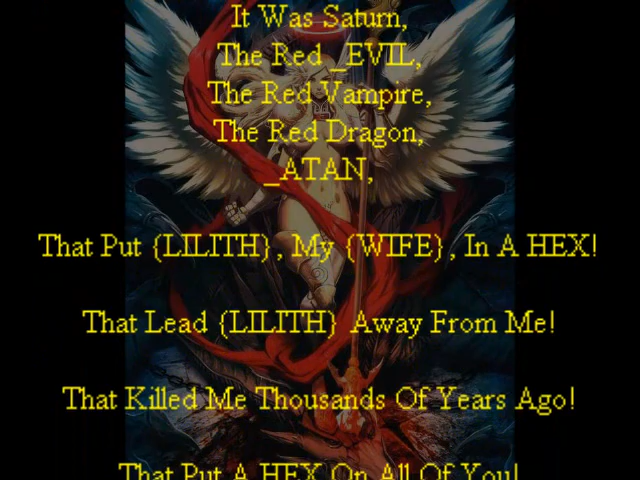 It Was Saturn,
The Red _EVIL,
The Red Vampire,
The Red Dragon,
_ATAN,
That Put {LILITH}, My {WIFE}, In A HEX!
That Lead {LILITH} Away From Me!
That Killed Me Thousands Of Years Ago!
That Put A HEX On All Of You!